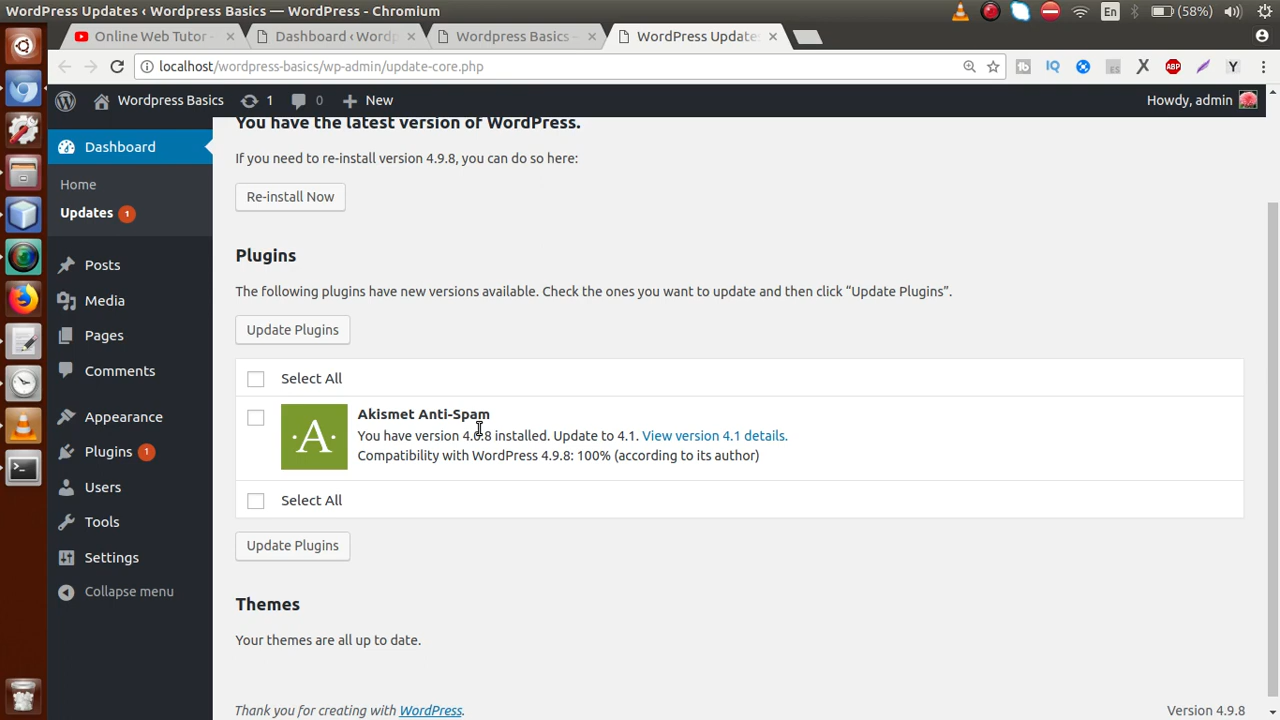 WordPress Updates ‹ Wordpress Basics — WordPress - Chromium
En
(58%)
Online Web Tutor -
Dashboard ‹ Wordp
Wordpress Basics –
WordPress Update
localhost/wordpress-basics/wp-admin/update-core.php
fb
IQ
ES
X
ABP
Y
Wordpress Basics
1
0
New
Howdy, admin
Dashboard
Home
Updates 1
Posts
Media
Pages
Comments
Appearance
Plugins 1
Users
Tools
Settings
Collapse menu
You have the latest version of WordPress.
If you need to re-install version 4.9.8, you can do so here:
Re-install Now
Plugins
The following plugins have new versions available. Check the ones you want to update and then click “Update Plugins”.
Update Plugins
Select All
·A·
Akismet Anti-Spam
You have version 4.0.8 installed. Update to 4.1. View version 4.1 details.
Compatibility with WordPress 4.9.8: 100% (according to its author)
Select All
Update Plugins
Themes
Your themes are all up to date.
Thank you for creating with WordPress.
Version 4.9.8